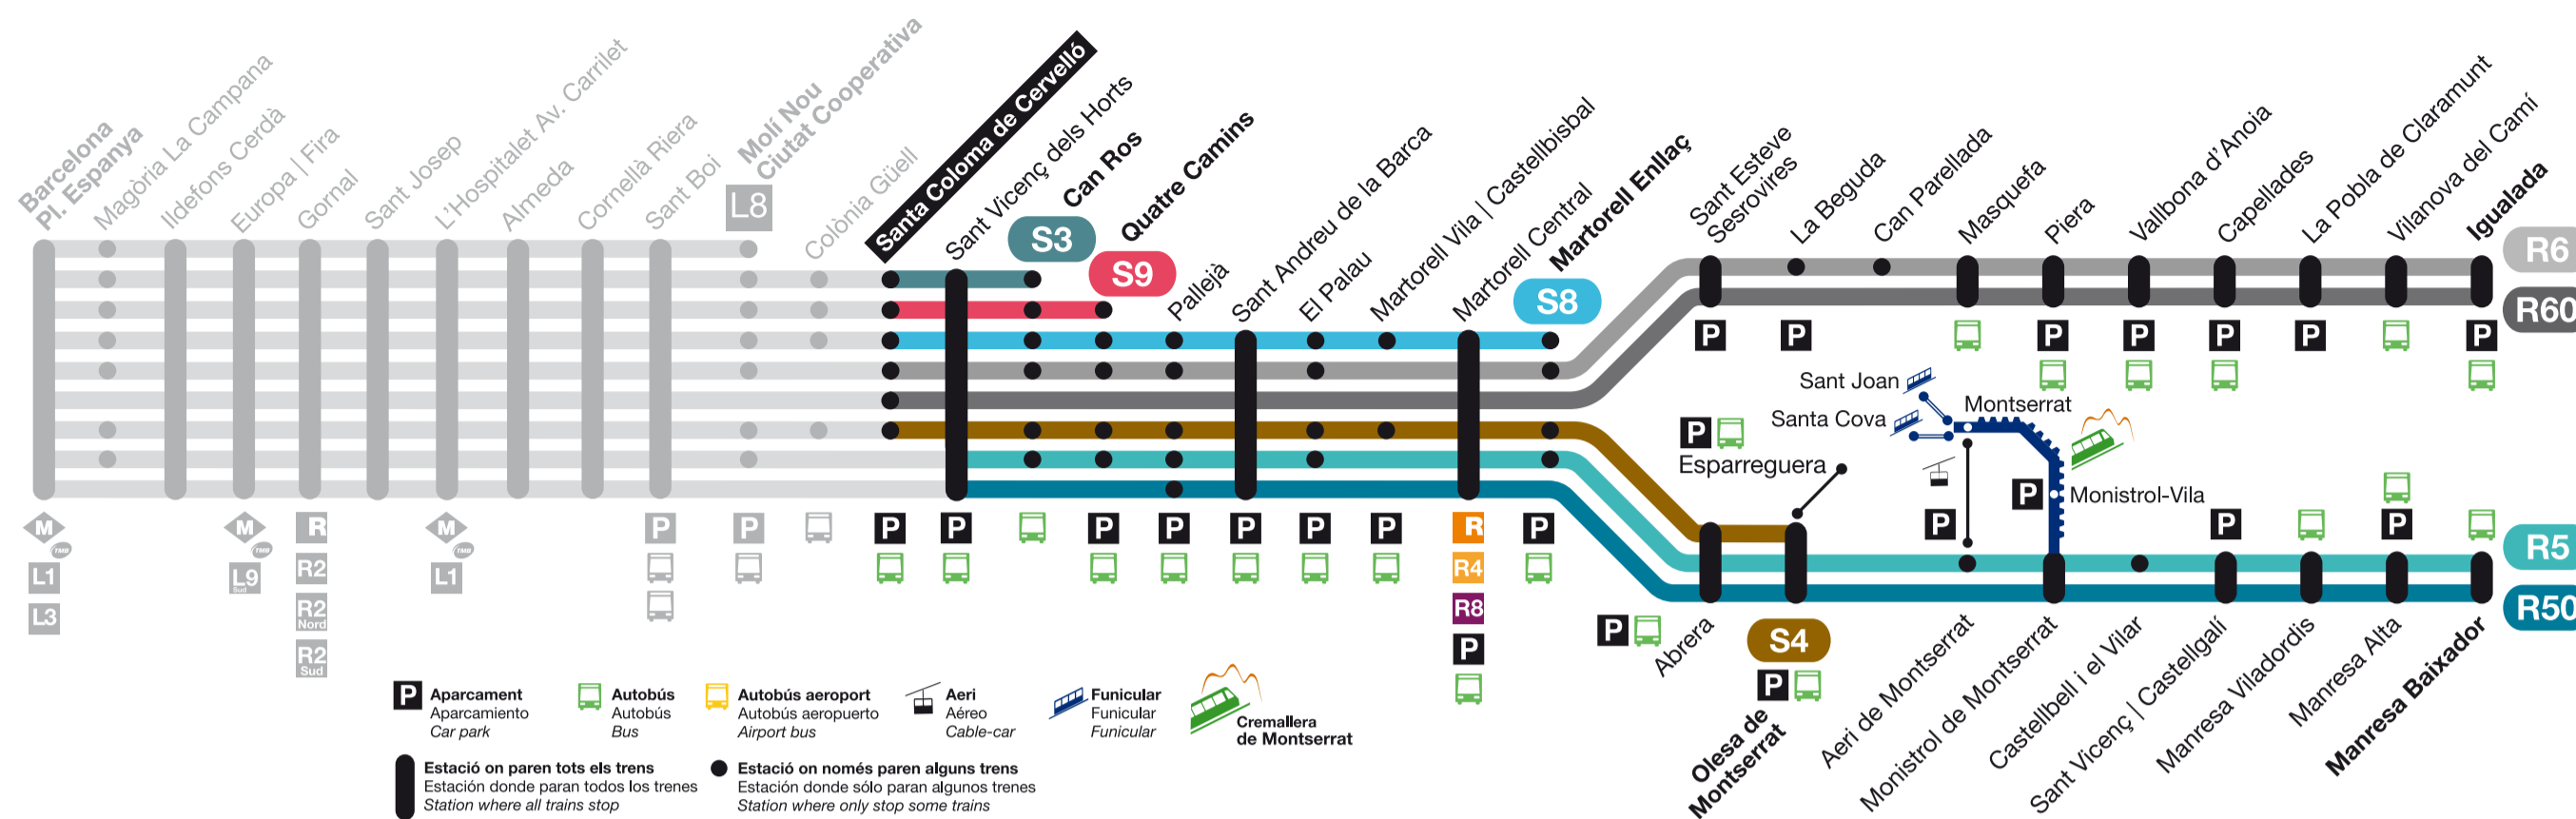 Barcelona
Pl. Espanya
Magòria La Campana
Ildefons Cerdà
Europa | Fira
Gornal
Sant Josep
L'Hospitalet Av. Carrilet
Almeda
Cornellà Riera
Sant Boi
Molí Nou
Ciutat Cooperativa
L8
Colònia Güell
Santa Coloma de Cervelló
Sant Vicenç dels Horts
Can Ros
S3
Quatre Camins
S9
Pallejà
Sant Andreu de la Barca
El Palau
Martorell Vila | Castellbisbal
Martorell Central
Martorell Enllaç
S8
Sant Esteve
Sesrovires
La Beguda
Can Parellada
Masquefa
Piera
Vallbona d'Anoia
Capellades
La Pobla de Claramunt
Vilanova del Camí
Igualada
R6
R60
P
P
P
P
P
P
P
Sant Joan
Santa Cova
Montserrat
P
Esparreguera
P
Monistrol-Vila
P
P
P
R5
R50
M
TMB
L1
L3
M
TMB
L9
Sud
R
R2
R2
Nord
R2
Sud
M
TMB
L1
P
P
P
P
P
P
P
P
P
R
R4
R8
P
P
P
Abrera
S4
P
Olesa de
Montserrat
Aeri de Montserrat
Monistrol de Montserrat
Castellbell i el Vilar
Sant Vicenç | Castellgalí
Manresa Viladordis
Manresa Alta
Manresa Baixador
P
Aparcament
Aparcamiento
Car park
Autobús
Autobús
Bus
Autobús aeroport
Autobús aeropuerto
Airport bus
Aeri
Aéreo
Cable-car
Funicular
Funicular
Funicular
Cremallera
de Montserrat
Estació on paren tots els trens
Estación donde paran todos los trenes
Station where all trains stop
Estació on només paren alguns trens
Estación donde sólo paran algunos trenes
Station where only stop some trains